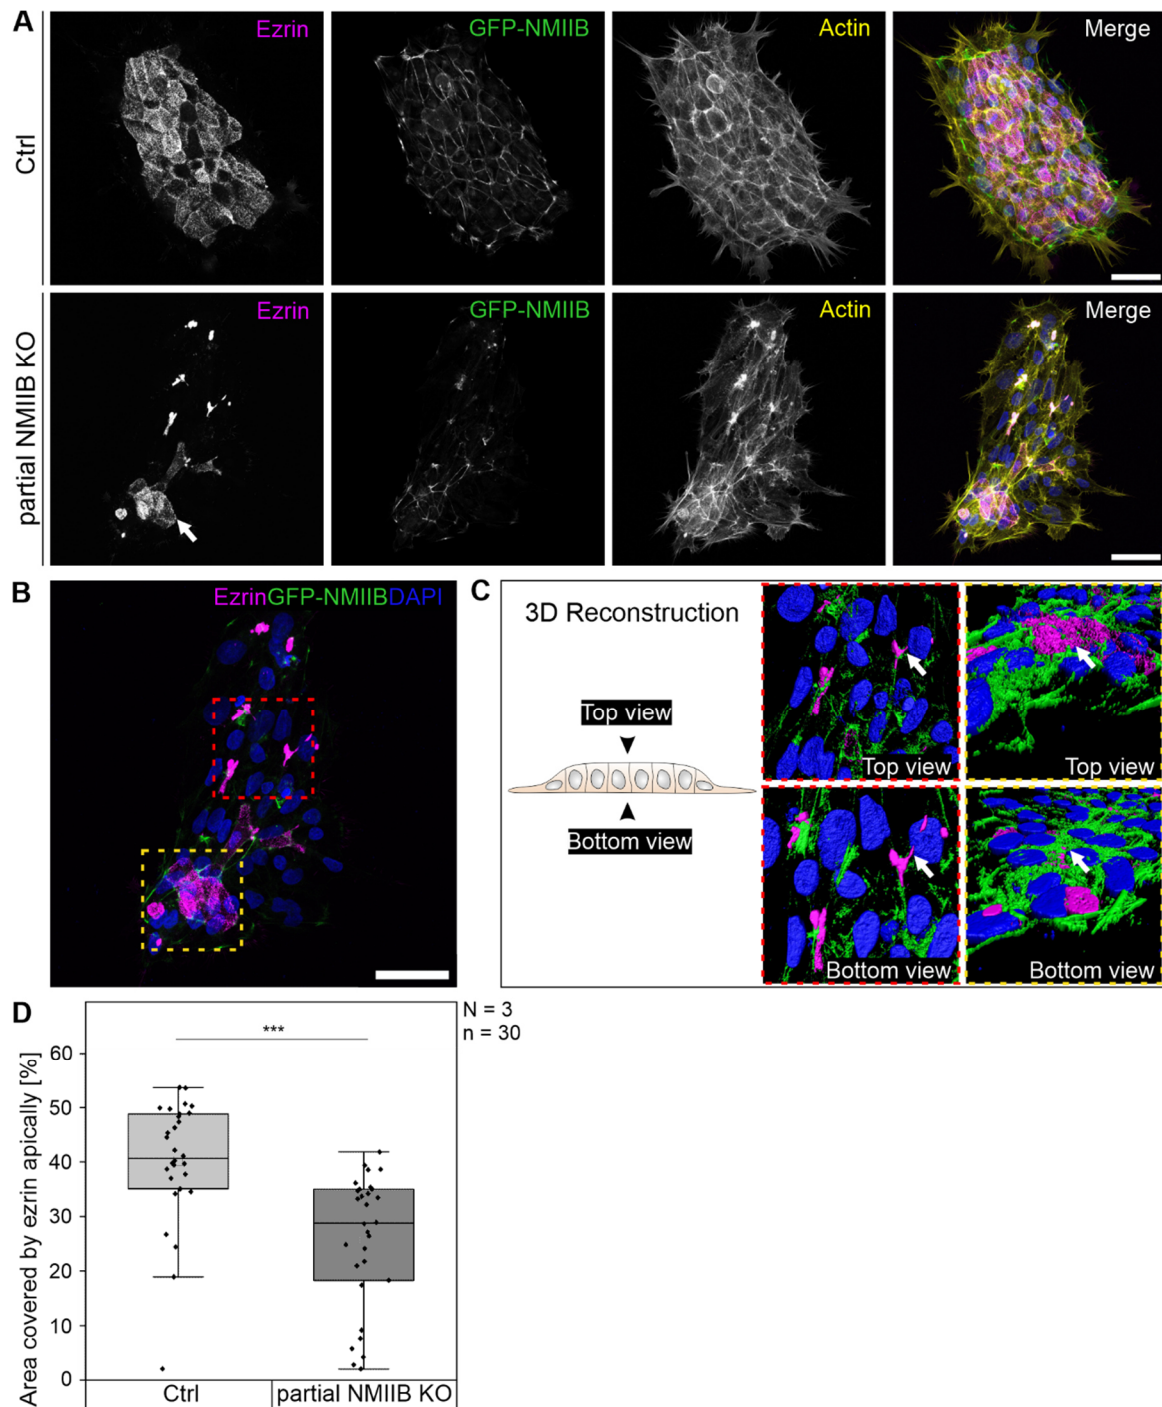 A
Ctrl
Ezrin
GFP-NMIIB
Actin
Merge
partial NMIIB KO
Ezrin
GFP-NMIIB
Actin
Merge
B
EzrinGFP-NMIIBDAPI
C
3D Reconstruction
Top view
Bottom view
Top view
Top view
Bottom view
Bottom view
D
N = 3
n = 30
***
Area covered by ezrin apically [%]
60
50
40
30
20
10
0
Ctrl
partial NMIIB KO